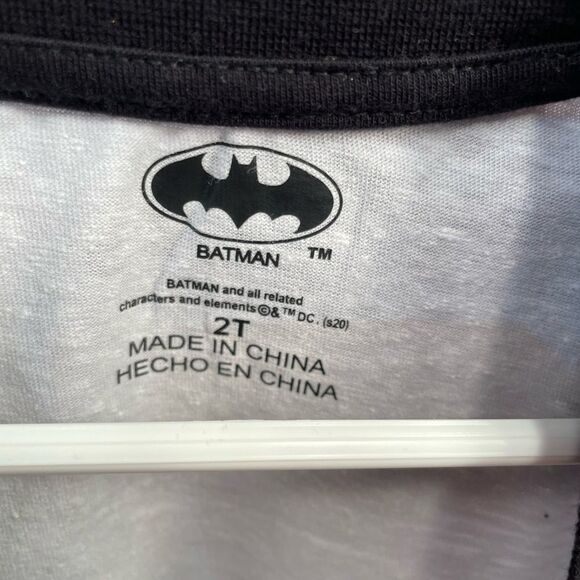 BATMAN ™
BATMAN and all related
characters and elements ©& ™ DC. (s20)
2T
MADE IN CHINA
HECHO EN CHINA